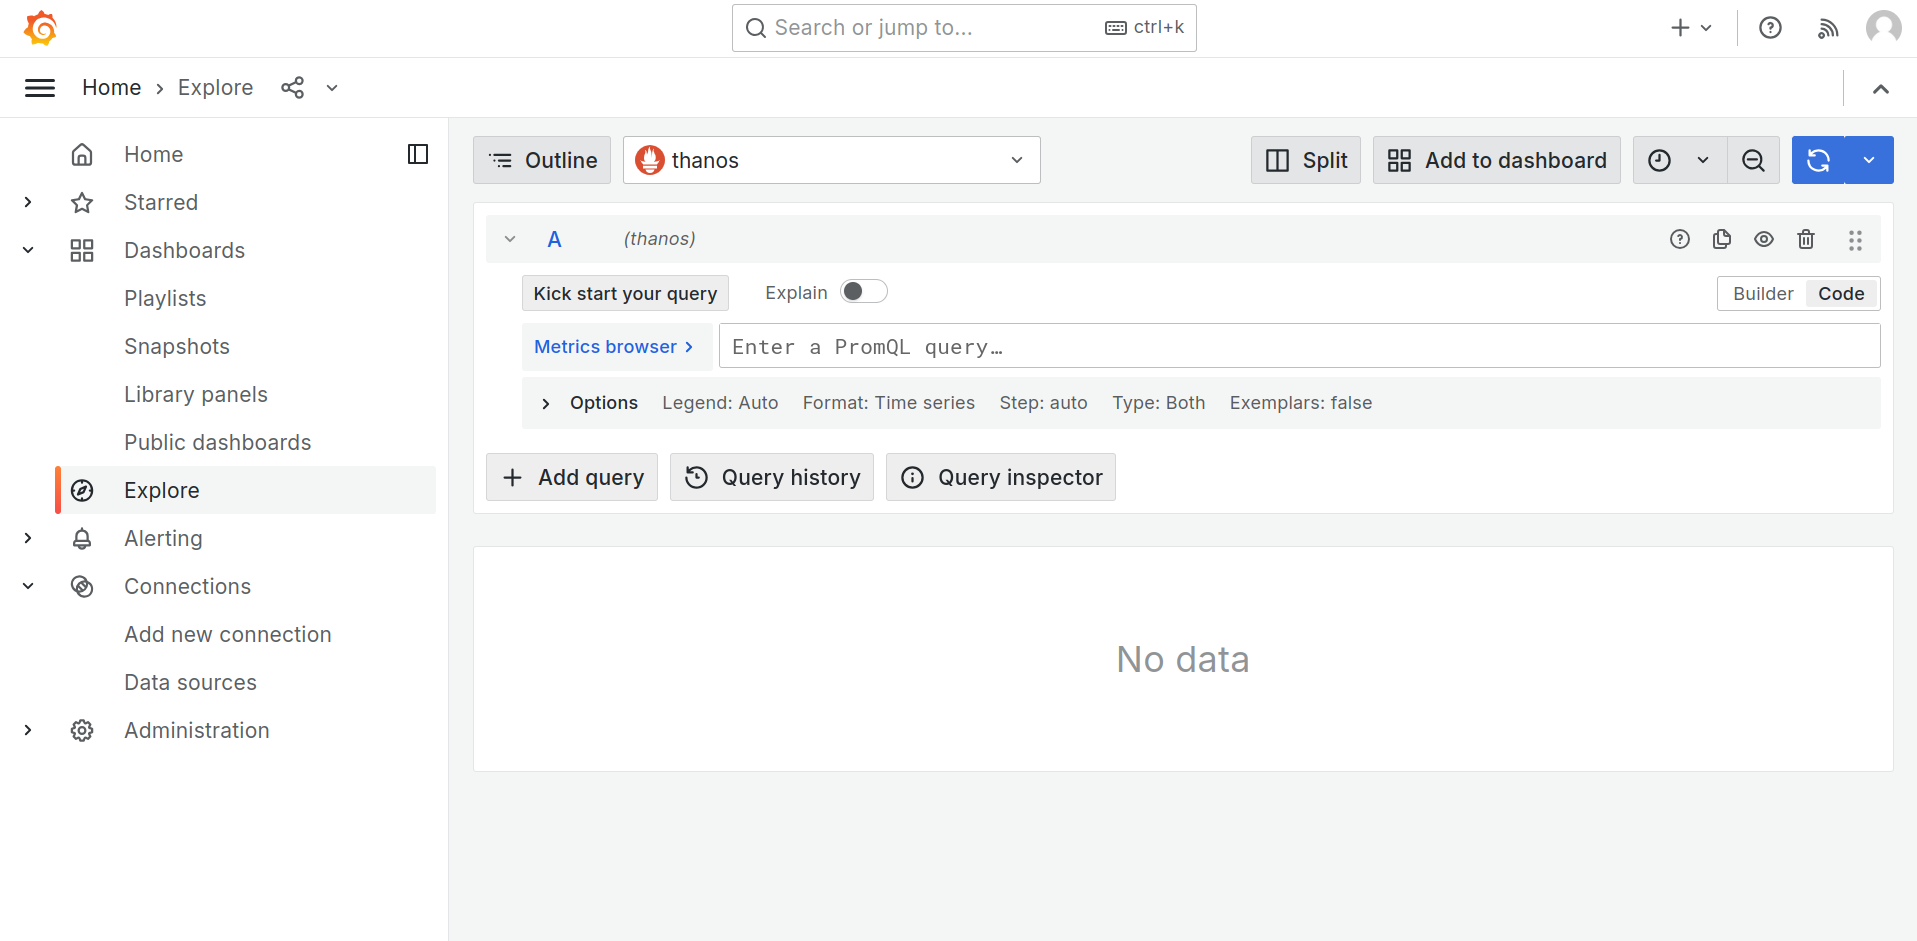 Search or jump to... ctrl+k
Home › Explore
Home
Starred
Dashboards
Playlists
Snapshots
Library panels
Public dashboards
Explore
Alerting
Connections
Add new connection
Data sources
Administration
Outline thanos Split Add to dashboard
A (thanos)
Kick start your query Explain Builder Code
Metrics browser › Enter a PromQL query…
Options Legend: Auto Format: Time series Step: auto Type: Both Exemplars: false
Add query Query history Query inspector
No data